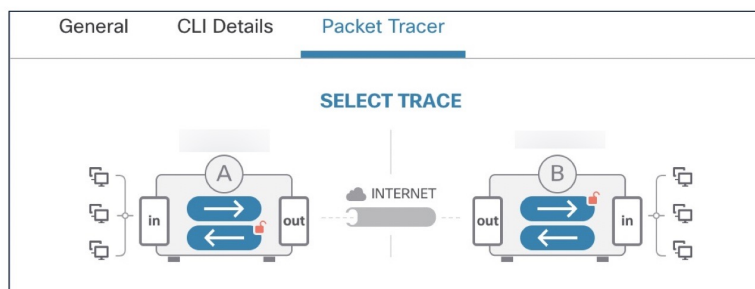 General CLI Details Packet Tracer
SELECT TRACE
A B
INTERNET
in out out in